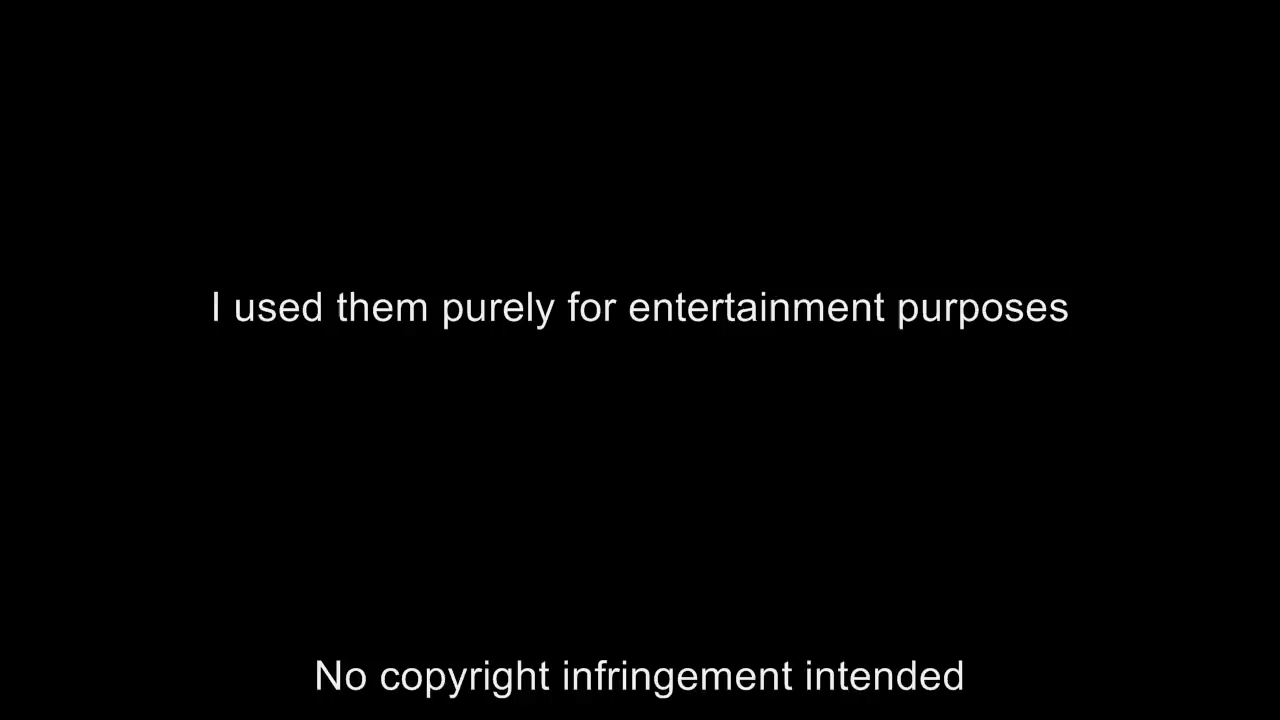 I used them purely for entertainment purposes
No copyright infringement intended